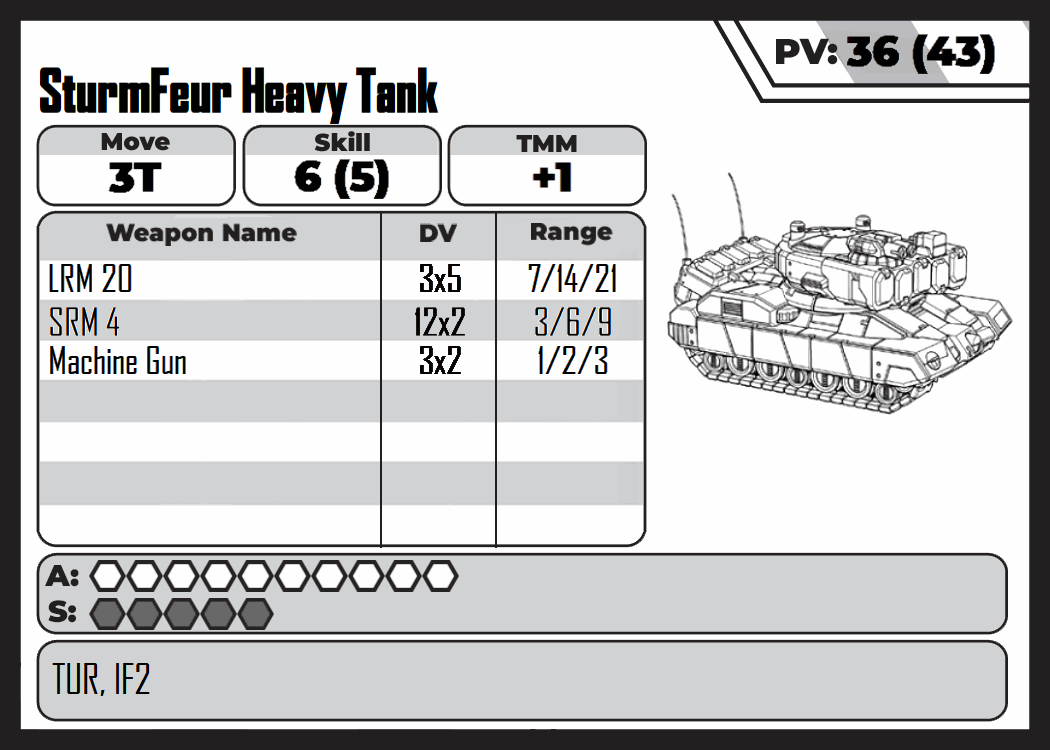 PV: 36 (43)
SturmFeur Heavy Tank
Move Skill TMM
3T 6 (5) +1
Weapon Name DV Range
LRM 20 3x5 7/14/21
SRM 4 12x2 3/6/9
Machine Gun 3x2 1/2/3
A:
S:
TUR, IF2